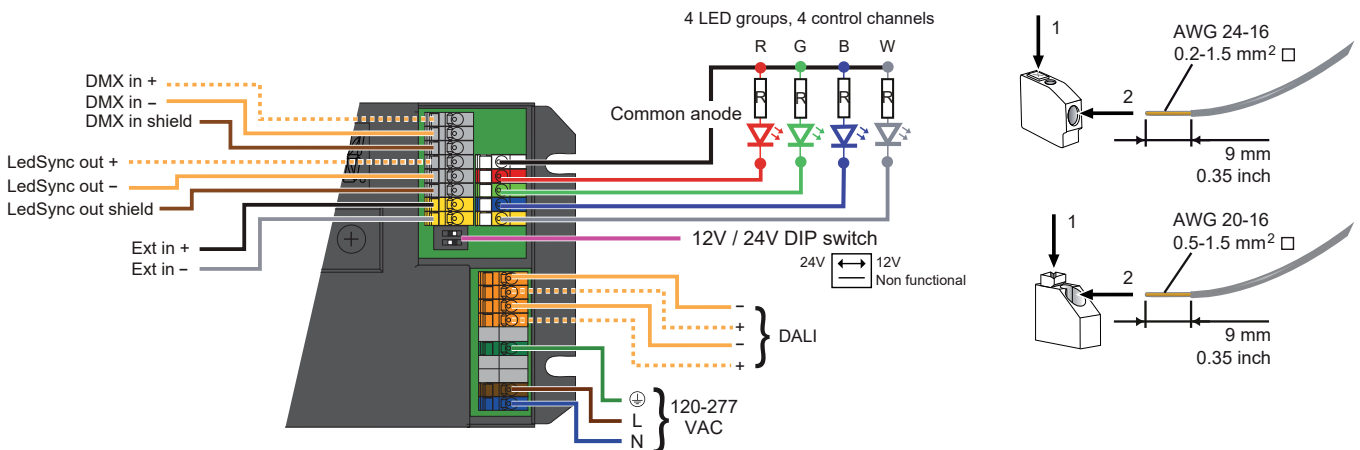 4 LED groups, 4 control channels
R G B W
R R R R
Common anode
DMX in +
DMX in –
DMX in shield
LedSync out +
LedSync out –
LedSync out shield
Ext in +
Ext in –
12V / 24V DIP switch
24V 12V
Non functional
–
+
–
+
DALI
L
N
120-277
VAC
1
2
AWG 24-16
0.2-1.5 mm²
9 mm
0.35 inch
1
2
AWG 20-16
0.5-1.5 mm²
9 mm
0.35 inch